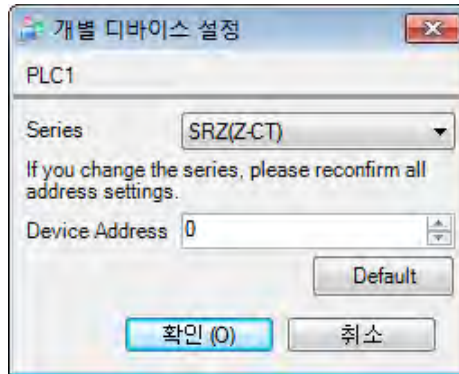 개별 디바이스 설정
PLC1
Series SRZ(Z-CT)
If you change the series, please reconfirm all
address settings.
Device Address 0
Default
확인 (O) 취소